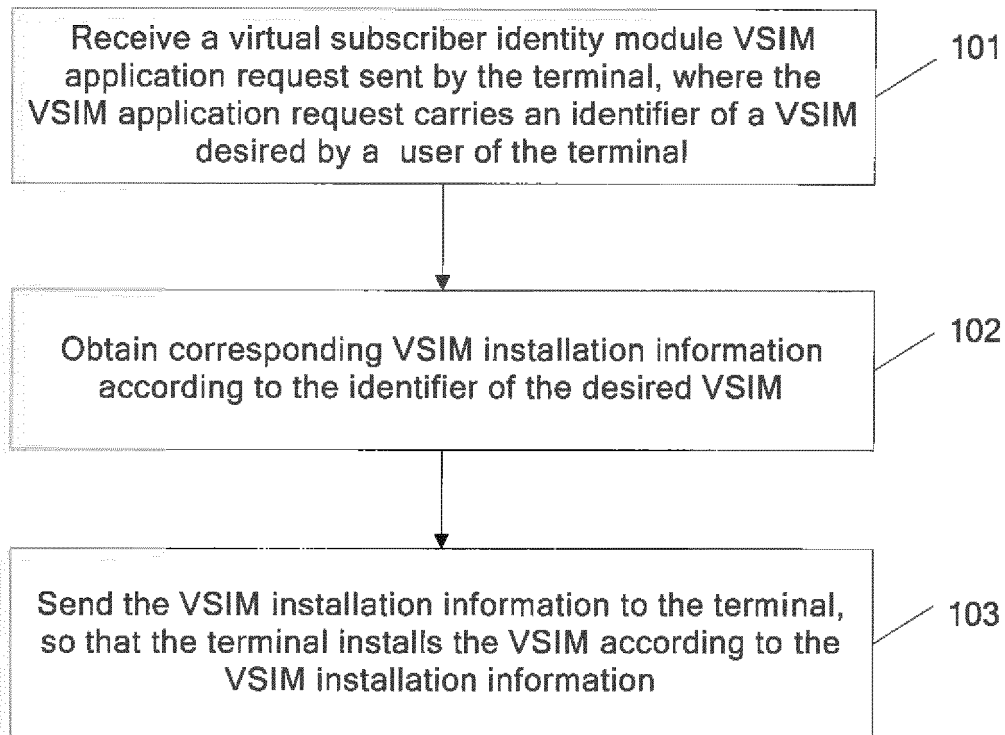 Receive a virtual subscriber identity module VSIM
application request sent by the terminal, where the
VSIM application request carries an identifier of a VSIM
desired by a user of the terminal
101
Obtain corresponding VSIM installation information
according to the identifier of the desired VSIM
102
Send the VSIM installation information to the terminal,
so that the terminal installs the VSIM according to the
VSIM installation information
103